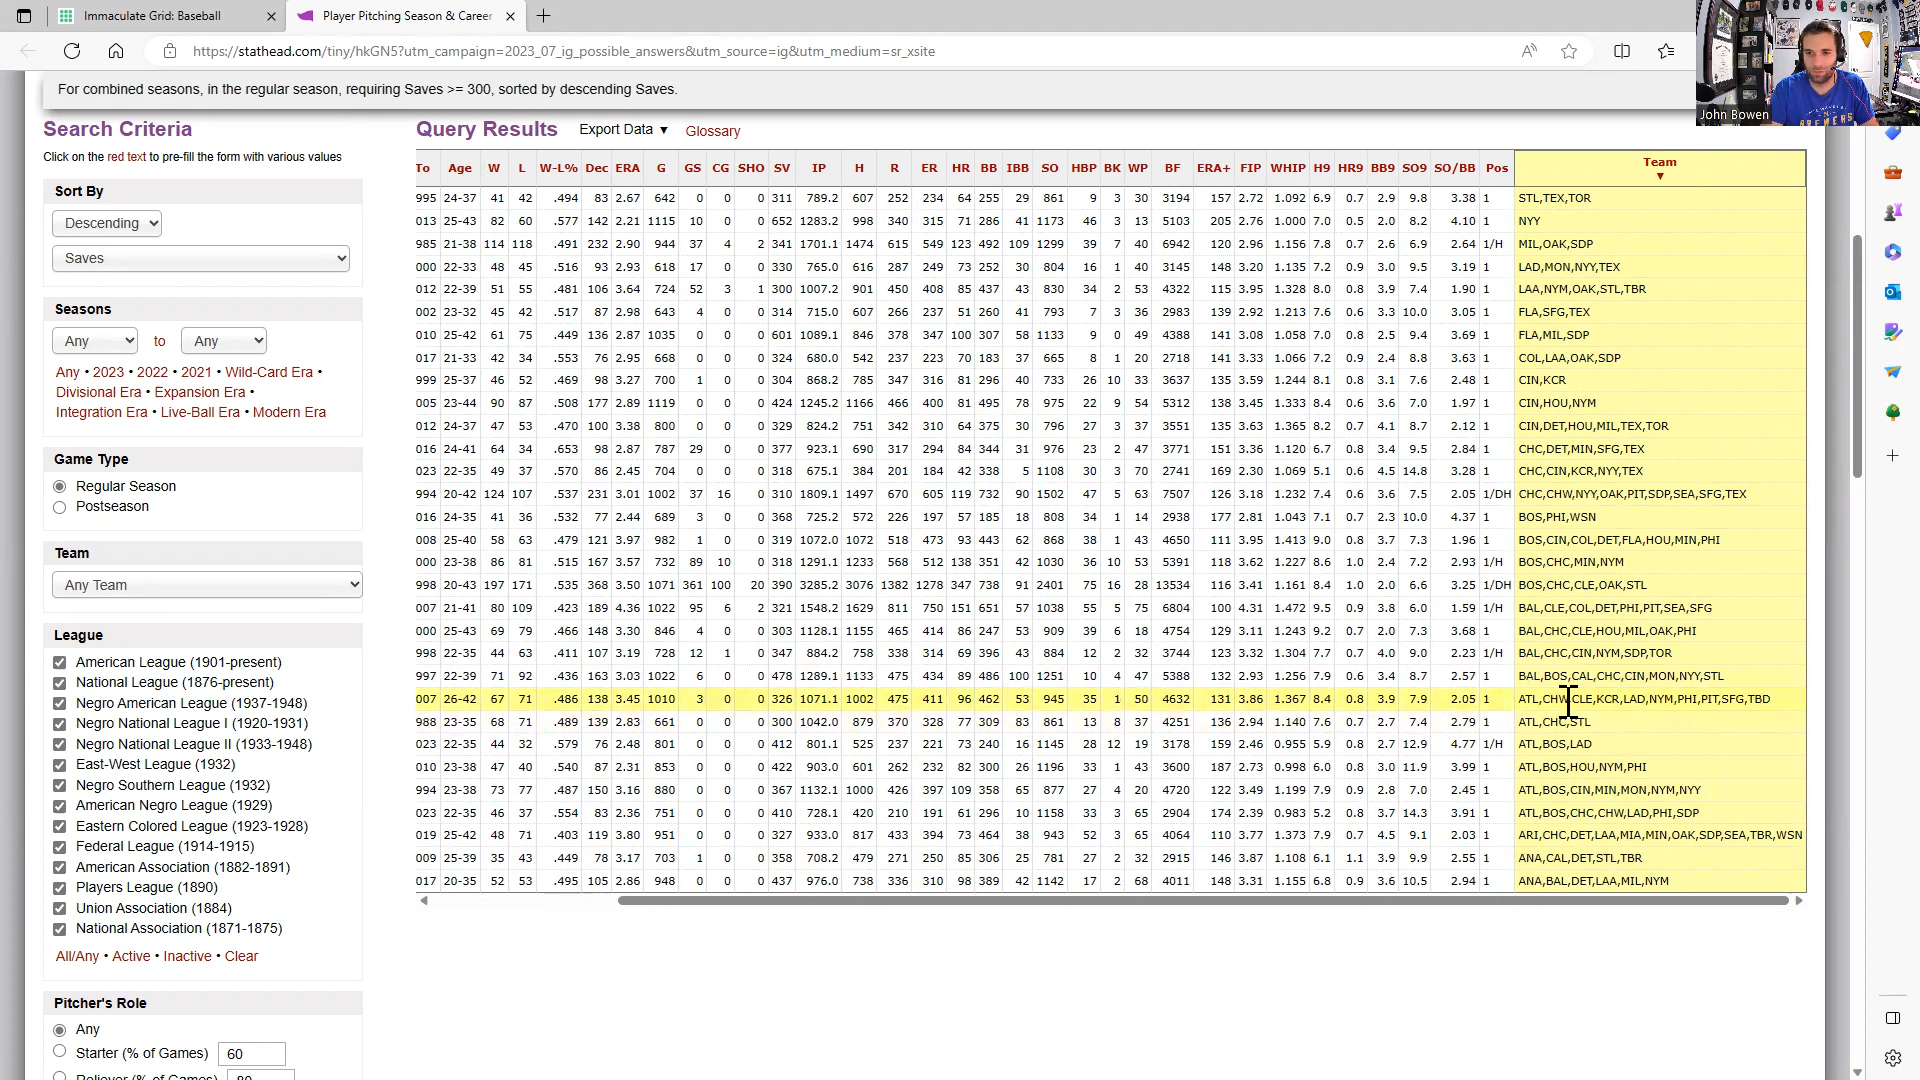 Immaculate Grid: Baseball
Player Pitching Season & Career
https://stathead.com/tiny/hkGN5?utm_campaign=2023_07_ig_possible_answers&utm_source=ig&utm_medium=sr_xsite
John Bowen
For combined seasons, in the regular season, requiring Saves >= 300, sorted by descending Saves.
Search Criteria
Click on the red text to pre-fill the form with various values
Sort By
Descending
Saves
Seasons
Any to Any
Any • 2023 • 2022 • 2021 • Wild-Card Era •
Divisional Era • Expansion Era •
Integration Era • Live-Ball Era • Modern Era
Game Type
Regular Season
Postseason
Team
Any Team
League
American League (1901-present)
National League (1876-present)
Negro American League (1937-1948)
Negro National League I (1920-1931)
Negro National League II (1933-1948)
East-West League (1932)
Negro Southern League (1932)
American Negro League (1929)
Eastern Colored League (1923-1928)
Federal League (1914-1915)
American Association (1882-1891)
Players League (1890)
Union Association (1884)
National Association (1871-1875)
All/Any • Active • Inactive • Clear
Pitcher's Role
Any
Starter (% of Games) 60
Query Results Export Data ▼ Glossary
To Age W L W-L% Dec ERA G GS CG SHO SV IP H R ER HR BB IBB SO HBP BK WP BF ERA+ FIP WHIP H9 HR9 BB9 SO9 SO/BB Pos Team ▼
995 24-37 41 42 .494 83 2.67 642 0 0 0 311 789.2 607 252 234 64 255 29 861 9 3 30 3194 157 2.72 1.092 6.9 0.7 2.9 9.8 3.38 1 STL,TEX,TOR
013 25-43 82 60 .577 142 2.21 1115 10 0 0 652 1283.2 998 340 315 71 286 41 1173 46 3 13 5103 205 2.76 1.000 7.0 0.5 2.0 8.2 4.10 1 NYY
985 21-38 114 118 .491 232 2.90 944 37 4 2 341 1701.1 1474 615 549 123 492 109 1299 39 7 40 6942 120 2.96 1.156 7.8 0.7 2.6 6.9 2.64 1/H MIL,OAK,SDP
000 22-33 48 45 .516 93 2.93 618 17 0 0 330 765.0 616 287 249 73 252 30 804 16 1 40 3145 148 3.20 1.135 7.2 0.9 3.0 9.5 3.19 1 LAD,MON,NYY,TEX
012 22-39 51 55 .481 106 3.64 724 52 3 1 300 1007.2 901 450 408 85 437 43 830 34 2 53 4322 115 3.95 1.328 8.0 0.8 3.9 7.4 1.90 1 LAA,NYM,OAK,STL,TBR
002 23-32 45 42 .517 87 2.98 643 4 0 0 314 715.0 607 266 237 51 260 41 793 7 3 36 2983 139 2.92 1.213 7.6 0.6 3.3 10.0 3.05 1 FLA,SFG,TEX
010 25-42 61 75 .449 136 2.87 1035 0 0 0 601 1089.1 846 378 347 100 307 58 1133 9 0 49 4388 141 3.08 1.058 7.0 0.8 2.5 9.4 3.69 1 FLA,MIL,SDP
017 21-33 42 34 .553 76 2.95 668 0 0 0 324 680.0 542 237 223 70 183 37 665 8 1 20 2718 141 3.33 1.066 7.2 0.9 2.4 8.8 3.63 1 COL,LAA,OAK,SDP
999 25-37 46 52 .469 98 3.27 700 1 0 0 304 868.2 785 347 316 81 296 40 733 26 10 33 3637 135 3.59 1.244 8.1 0.8 3.1 7.6 2.48 1 CIN,KCR
005 23-44 90 87 .508 177 2.89 1119 0 0 0 424 1245.2 1166 466 400 81 495 78 975 22 9 54 5312 138 3.45 1.333 8.4 0.6 3.6 7.0 1.97 1 CIN,HOU,NYM
012 24-37 47 53 .470 100 3.38 800 0 0 0 329 824.2 751 342 310 64 375 30 796 27 3 37 3551 135 3.63 1.365 8.2 0.7 4.1 8.7 2.12 1 CIN,DET,HOU,MIL,TEX,TOR
016 24-41 64 34 .653 98 2.87 787 29 0 0 377 923.1 690 317 294 84 344 31 976 23 2 47 3771 151 3.36 1.120 6.7 0.8 3.4 9.5 2.84 1 CHC,DET,MIN,SFG,TEX
023 22-35 49 37 .570 86 2.45 704 0 0 0 318 675.1 384 201 184 42 338 5 1108 30 3 70 2741 169 2.30 1.069 5.1 0.6 4.5 14.8 3.28 1 CHC,CIN,KCR,NYY,TEX
994 20-42 124 107 .537 231 3.01 1002 37 16 0 310 1809.1 1497 670 605 119 732 90 1502 47 5 63 7507 126 3.18 1.232 7.4 0.6 3.6 7.5 2.05 1/DH CHC,CHW,NYY,OAK,PIT,SDP,SEA,SFG,TEX
016 24-35 41 36 .532 77 2.44 689 3 0 0 368 725.2 572 226 197 57 185 18 808 34 1 14 2938 177 2.81 1.043 7.1 0.7 2.3 10.0 4.37 1 BOS,PHI,WSN
008 25-40 58 63 .479 121 3.97 982 1 0 0 319 1072.0 1072 518 473 93 443 62 868 38 1 43 4650 111 3.95 1.413 9.0 0.8 3.7 7.3 1.96 1 BOS,CIN,COL,DET,FLA,HOU,MIN,PHI
000 23-38 86 81 .515 167 3.57 732 89 10 0 318 1291.1 1233 568 512 138 351 42 1030 36 10 53 5391 118 3.62 1.227 8.6 1.0 2.4 7.2 2.93 1/H BOS,CHC,MIN,NYM
998 20-43 197 171 .535 368 3.50 1071 361 100 20 390 3285.2 3076 1382 1278 347 738 91 2401 75 16 28 13534 116 3.41 1.161 8.4 1.0 2.0 6.6 3.25 1/DH BOS,CHC,CLE,OAK,STL
007 21-41 80 109 .423 189 4.36 1022 95 6 2 321 1548.2 1629 811 750 151 651 57 1038 55 5 75 6804 100 4.31 1.472 9.5 0.9 3.8 6.0 1.59 1/H BAL,CLE,COL,DET,PHI,PIT,SEA,SFG
000 25-43 69 79 .466 148 3.30 846 4 0 0 303 1128.1 1155 465 414 86 247 53 909 39 6 18 4754 129 3.11 1.243 9.2 0.7 2.0 7.3 3.68 1 BAL,CHC,CLE,HOU,MIL,OAK,PHI
998 22-35 44 63 .411 107 3.19 728 12 1 0 347 884.2 758 338 314 69 396 43 884 12 2 32 3744 123 3.32 1.304 7.7 0.7 4.0 9.0 2.23 1/H BAL,CHC,CIN,NYM,SDP,TOR
997 22-39 71 92 .436 163 3.03 1022 6 0 0 478 1289.1 1133 475 434 89 486 100 1251 10 4 47 5388 132 2.93 1.256 7.9 0.6 3.4 8.7 2.57 1 BAL,BOS,CAL,CHC,CIN,MON,NYY,STL
007 26-42 67 71 .486 138 3.45 1010 3 0 0 326 1071.1 1002 475 411 96 462 53 945 35 1 50 4632 131 3.86 1.367 8.4 0.8 3.9 7.9 2.05 1 ATL,CHW,CLE,KCR,LAD,NYM,PHI,PIT,SFG,TBD
988 23-35 68 71 .489 139 2.83 661 0 0 0 300 1042.0 879 370 328 77 309 83 861 13 8 37 4251 136 2.94 1.140 7.6 0.7 2.7 7.4 2.79 1 ATL,CHC,STL
023 22-35 44 32 .579 76 2.48 801 0 0 0 412 801.1 525 237 221 73 240 16 1145 28 12 19 3178 159 2.46 0.955 5.9 0.8 2.7 12.9 4.77 1/H ATL,BOS,LAD
010 23-38 47 40 .540 87 2.31 853 0 0 0 422 903.0 601 262 232 82 300 26 1196 33 1 43 3600 187 2.73 0.998 6.0 0.8 3.0 11.9 3.99 1 ATL,BOS,HOU,NYM,PHI
994 23-38 73 77 .487 150 3.16 880 0 0 0 367 1132.1 1000 426 397 109 358 65 877 27 4 20 4720 122 3.49 1.199 7.9 0.9 2.8 7.0 2.45 1 ATL,BOS,CIN,MIN,MON,NYM,NYY
023 22-35 46 37 .554 83 2.36 751 0 0 0 410 728.1 420 210 191 61 296 10 1158 33 3 65 2904 174 2.39 0.983 5.2 0.8 3.7 14.3 3.91 1 ATL,BOS,CHC,CHW,LAD,PHI,SDP
019 25-42 48 71 .403 119 3.80 951 0 0 0 327 933.0 817 433 394 73 464 38 943 52 3 65 4064 110 3.77 1.373 7.9 0.7 4.5 9.1 2.03 1 ARI,CHC,DET,LAA,MIA,MIN,OAK,SDP,SEA,TBR,WSN
009 25-39 35 43 .449 78 3.17 703 1 0 0 358 708.2 479 271 250 85 306 25 781 27 2 32 2915 146 3.87 1.108 6.1 1.1 3.9 9.9 2.55 1 ANA,CAL,DET,STL,TBR
017 20-35 52 53 .495 105 2.86 948 0 0 0 437 976.0 738 336 310 98 389 42 1142 17 2 68 4011 148 3.31 1.155 6.8 0.9 3.6 10.5 2.94 1 ANA,BAL,DET,LAA,MIL,NYM